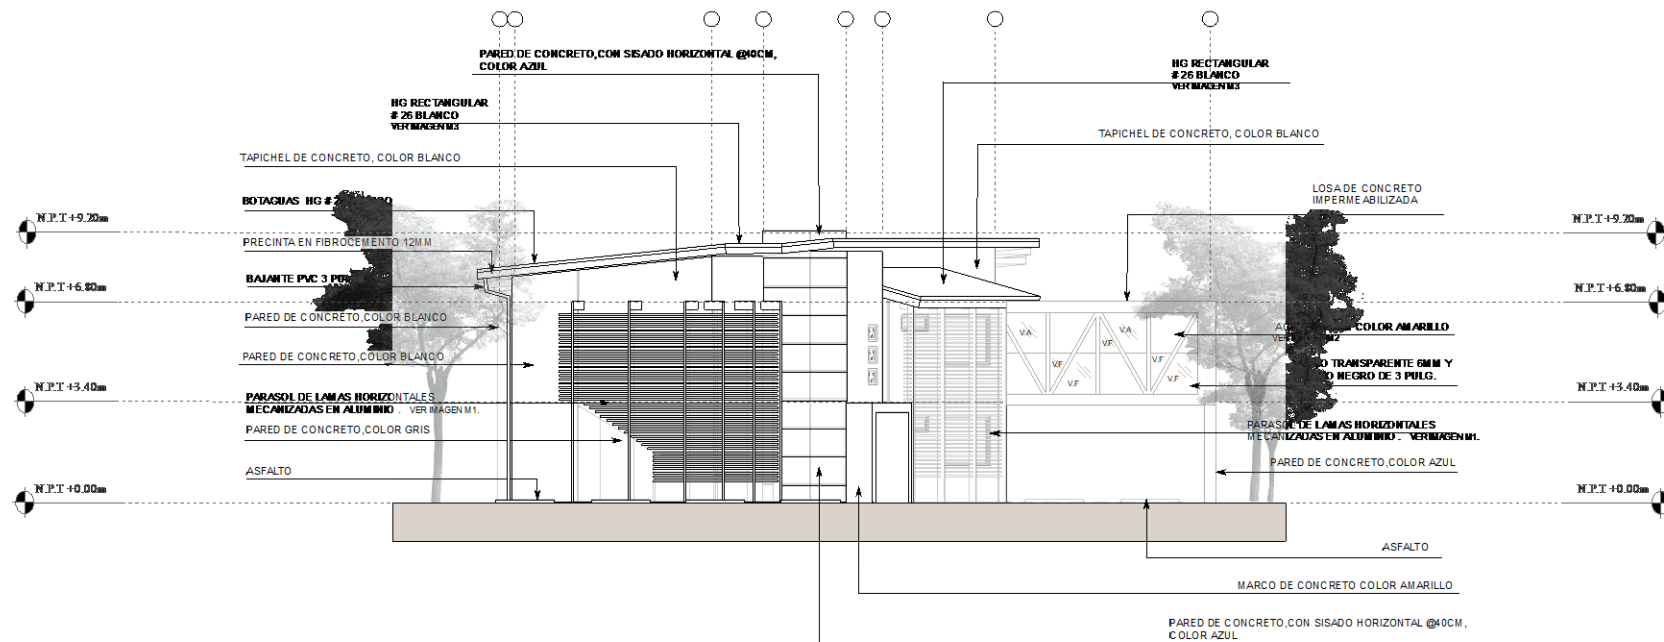 PARED DE CONCRETO,CON SISADO HORIZONTAL @40CM,
COLOR AZUL
HG RECTANGULAR
# 26 BLANCO
VER IMAGEN M3
HG RECTANGULAR
# 26 BLANCO
VER IMAGEN M3
TAPICHEL DE CONCRETO, COLOR BLANCO
TAPICHEL DE CONCRETO, COLOR BLANCO
LOSA DE CONCRETO
IMPERMEABILIZADA
BOTAGUAS HG #
N.P.T +9.20m
N.P.T +9.20m
PRECINTA EN FIBROCEMENTO 12MM
BAJANTE PVC 3
N.P.T +6.80m
N.P.T +6.80m
PARED DE CONCRETO,COLOR BLANCO
COLOR AMARILLO
V.A
V.A
V.F
V.F
V.F
V.F
PARED DE CONCRETO,COLOR BLANCO
TRANSPARENTE 6MM Y
NEGRO DE 3 PULG.
N.P.T +3.40m
N.P.T +3.40m
PARASOL DE LAMAS HORIZONTALES
MECANIZADAS EN ALUMINIO . VER IMAGEN M1.
PARED DE CONCRETO,COLOR GRIS
PARASOL DE LAMAS HORIZONTALES
MECANIZADAS EN ALUMINIO . VER IMAGEN M1.
ASFALTO
PARED DE CONCRETO,COLOR AZUL
N.P.T +0.00m
N.P.T +0.00m
ASFALTO
MARCO DE CONCRETO COLOR AMARILLO
PARED DE CONCRETO,CON SISADO HORIZONTAL @40CM,
COLOR AZUL